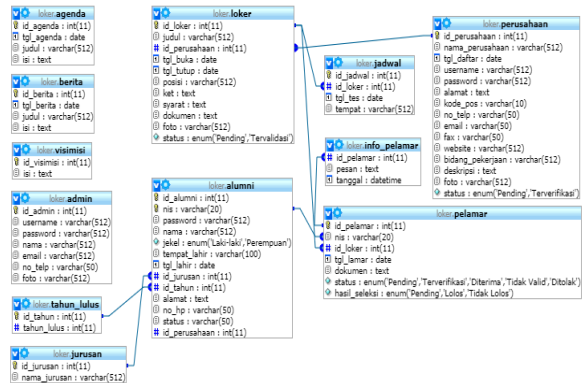 loker.agenda
id_agenda : int(11)
tgl_agenda : date
judul : varchar(512)
isi : text
loker.berita
id_berita : int(11)
tgl_berita : date
judul : varchar(512)
isi : text
loker.visimisi
id_visimisi : int(11)
isi : text
loker.admin
id_admin : int(11)
username : varchar(512)
password : varchar(512)
nama : varchar(512)
email : varchar(512)
no_telp : varchar(50)
foto : varchar(512)
loker.tahun_lulus
id_tahun : int(11)
tahun_lulus : int(11)
loker.jurusan
id_jurusan : int(11)
nama_jurusan : varchar(512)
loker.loker
id_loker : int(11)
judul : varchar(512)
id_perusahaan : int(11)
tgl_buka : date
tgl_tutup : date
posisi : varchar(512)
ket : text
syarat : text
dokumen : text
foto : varchar(512)
status : enum('Pending','Tervalidasi')
loker.alumni
id_alumni : int(11)
nis : varchar(20)
password : varchar(512)
nama : varchar(512)
jekel : enum('Laki-laki','Perempuan')
tempat_lahir : varchar(100)
tgl_lahir : date
id_jurusan : int(11)
id_tahun : int(11)
alamat : text
no_hp : varchar(50)
status : varchar(50)
id_perusahaan : int(11)
loker.jadwal
id_jadwal : int(11)
id_loker : int(11)
tgl_tes : date
tempat : varchar(512)
loker.info_pelamar
id_pelamar : int(11)
pesan : text
tanggal : datetime
loker.perusahaan
id_perusahaan : int(11)
nama_perusahaan : varchar(512)
tgl_daftar : date
username : varchar(512)
password : varchar(512)
alamat : text
kode_pos : varchar(10)
no_telp : varchar(50)
email : varchar(50)
fax : varchar(50)
website : varchar(512)
bidang_pekerjaan : varchar(512)
deskripsi : text
foto : varchar(512)
status : enum('Pending','Terverifikasi')
loker.pelamar
id_pelamar : int(11)
nis : varchar(20)
id_loker : int(11)
tgl_lamar : date
dokumen : text
status : enum('Pending','Terverifikasi','Diterima','Tidak Valid','Ditolak')
hasil_seleksi : enum('Pending','Lolos','Tidak Lolos')